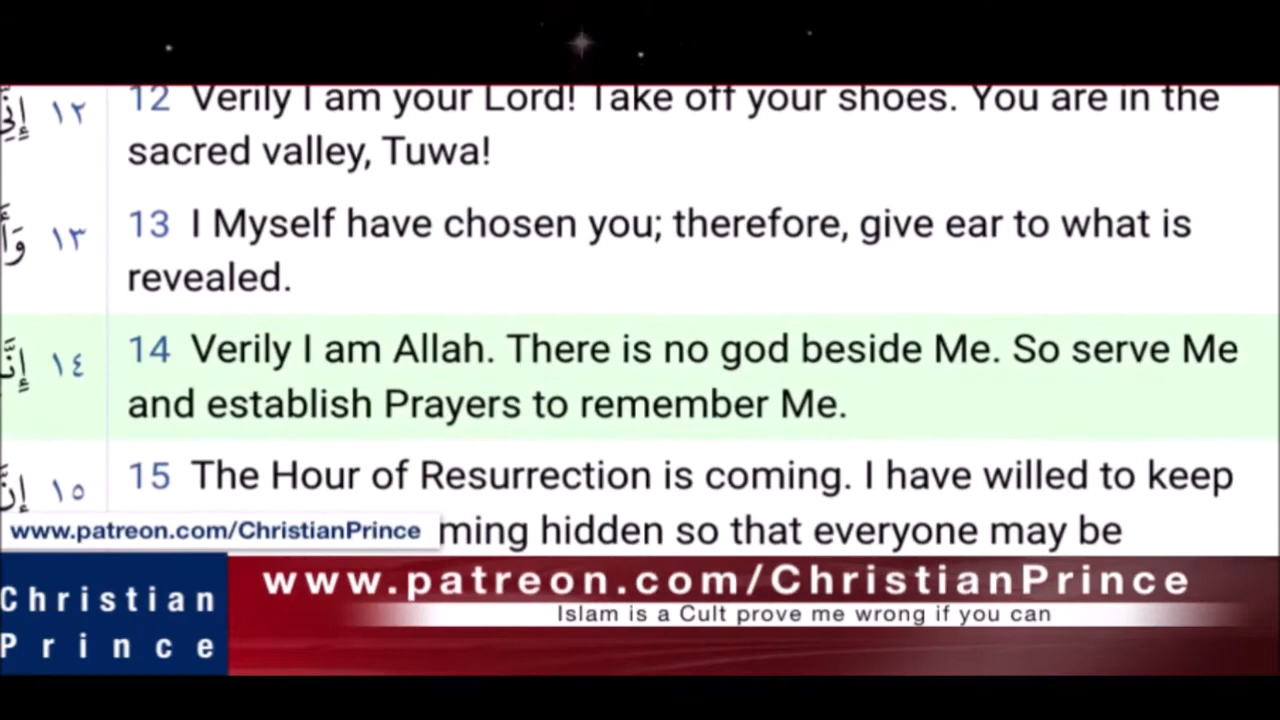 ١٢ 12 Verily I am your Lord! Take off your shoes. You are in the
sacred valley, Tuwa!
١٣ 13 I Myself have chosen you; therefore, give ear to what is
revealed.
١٤ 14 Verily I am Allah. There is no god beside Me. So serve Me
and establish Prayers to remember Me.
١٥ 15 The Hour of Resurrection is coming. I have willed to keep
www.patreon.com/ChristianPrince ming hidden so that everyone may be
www.patreon.com/ChristianPrince
Islam is a Cult prove me wrong if you can
Christian
Prince